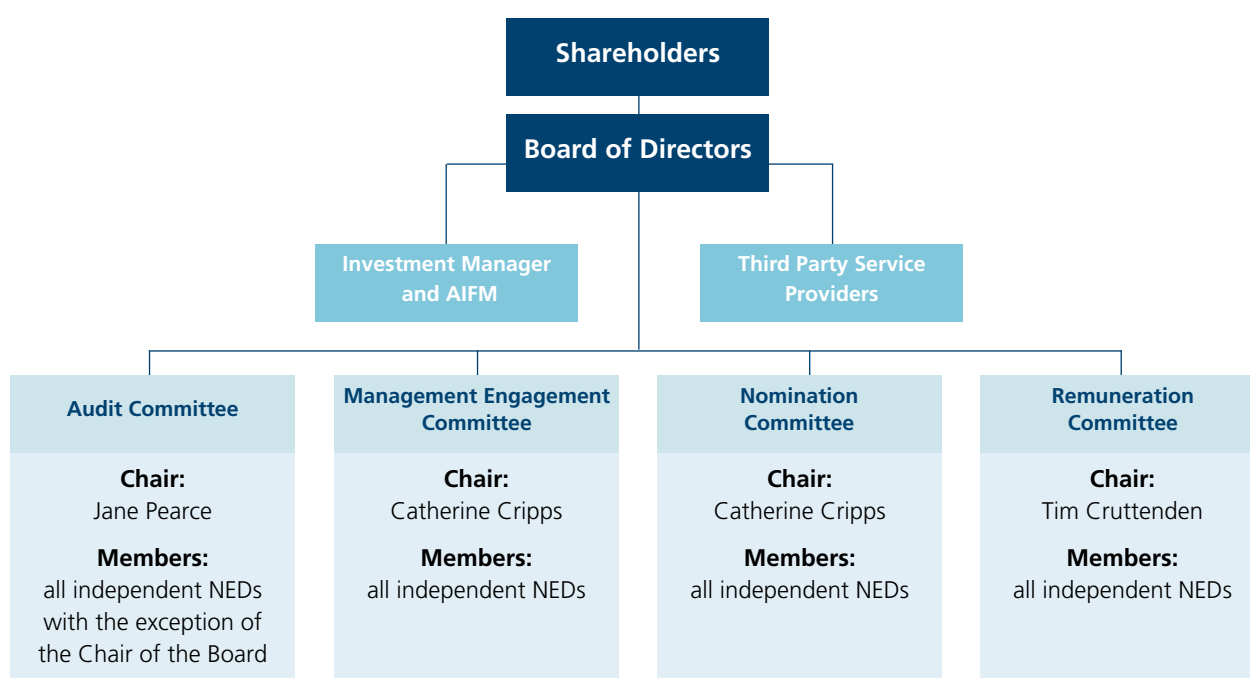 Shareholders
Board of Directors
Investment Manager
and AIFM
Third Party Service
Providers
Audit Committee
Chair:
Jane Pearce
Members:
all independent NEDs
with the exception of
the Chair of the Board
Management Engagement
Committee
Chair:
Catherine Cripps
Members:
all independent NEDs
Nomination
Committee
Chair:
Catherine Cripps
Members:
all independent NEDs
Remuneration
Committee
Chair:
Tim Cruttenden
Members:
all independent NEDs